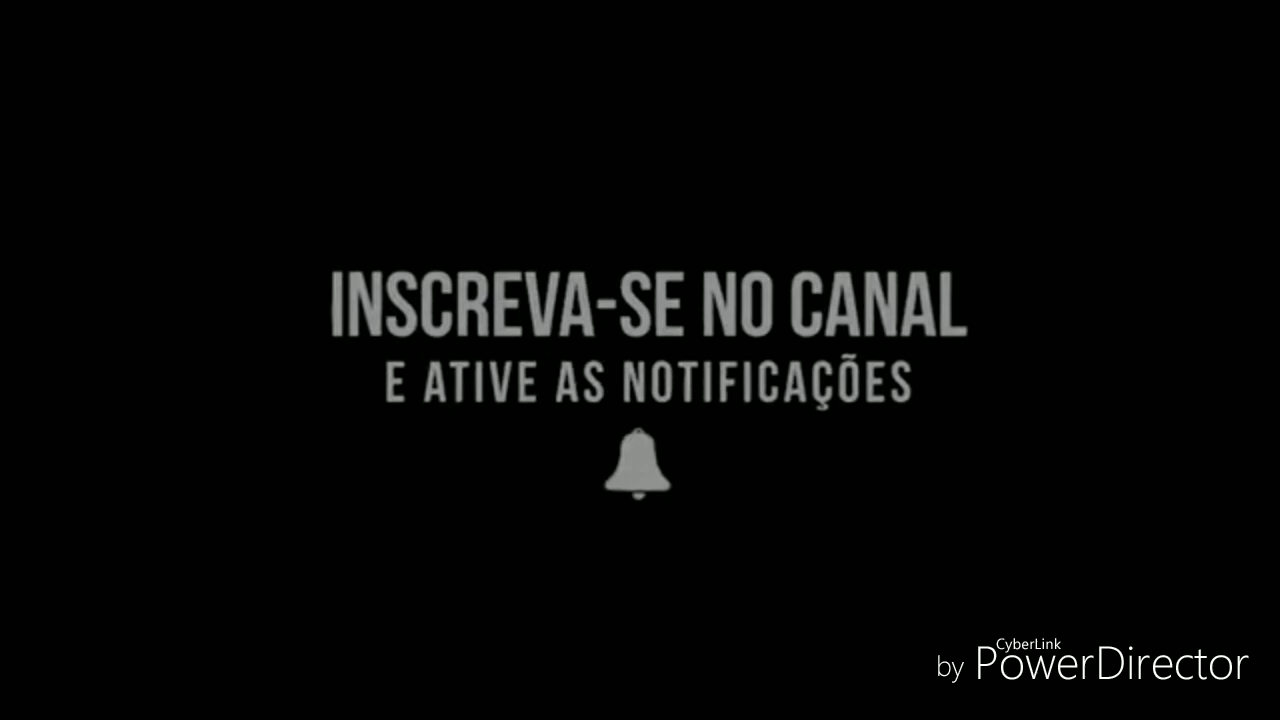 INSCREVA-SE NO CANAL
E ATIVE AS NOTIFICAÇÕES
CyberLink
by PowerDirector